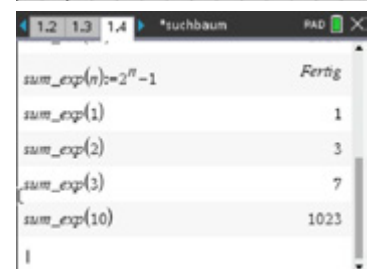 1.2 1.3 1.4 *suchbaum PAD
sum_exp(n):=2^n-1 Fertig
sum_exp(1) 1
sum_exp(2) 3
sum_exp(3) 7
sum_exp(10) 1023